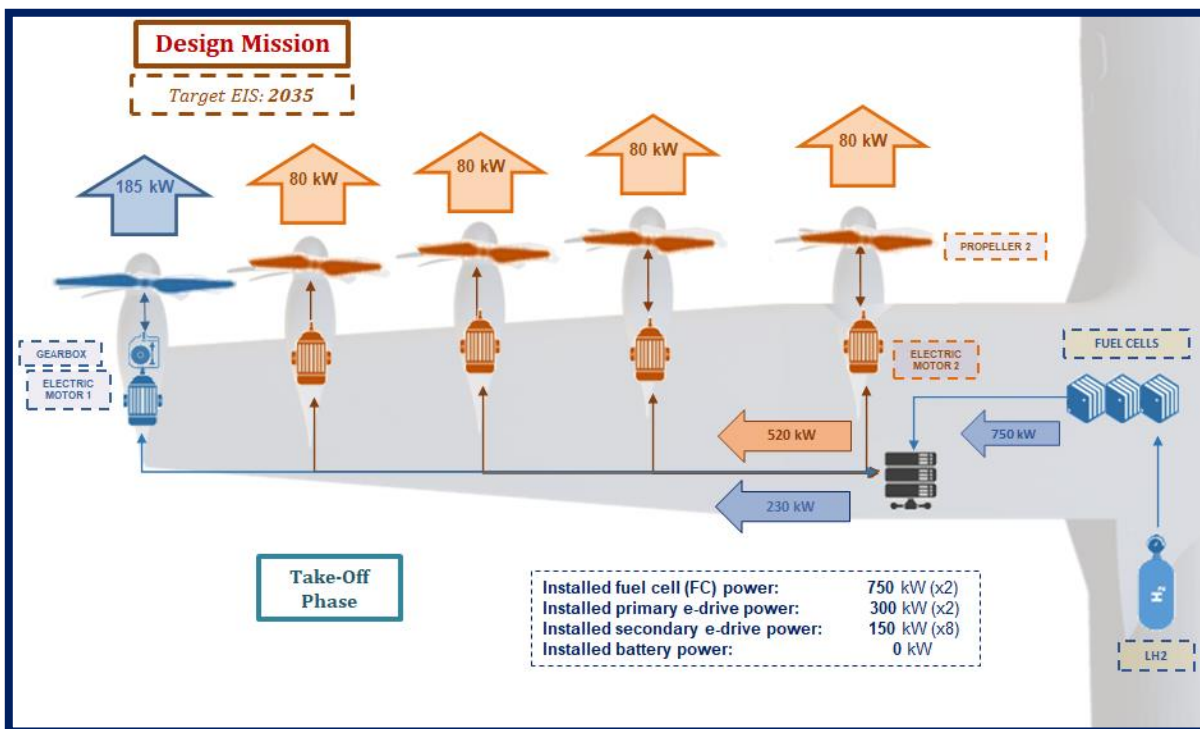 Design Mission
Target EIS: 2035
185 kW
80 kW
80 kW
80 kW
80 kW
PROPELLER 2
GEARBOX
ELECTRIC
MOTOR 1
ELECTRIC
MOTOR 2
FUEL CELLS
520 kW
750 kW
230 kW
Take-Off
Phase
Installed fuel cell (FC) power: 750 kW (x2)
Installed primary e-drive power: 300 kW (x2)
Installed secondary e-drive power: 150 kW (x8)
Installed battery power: 0 kW
H2
LH2